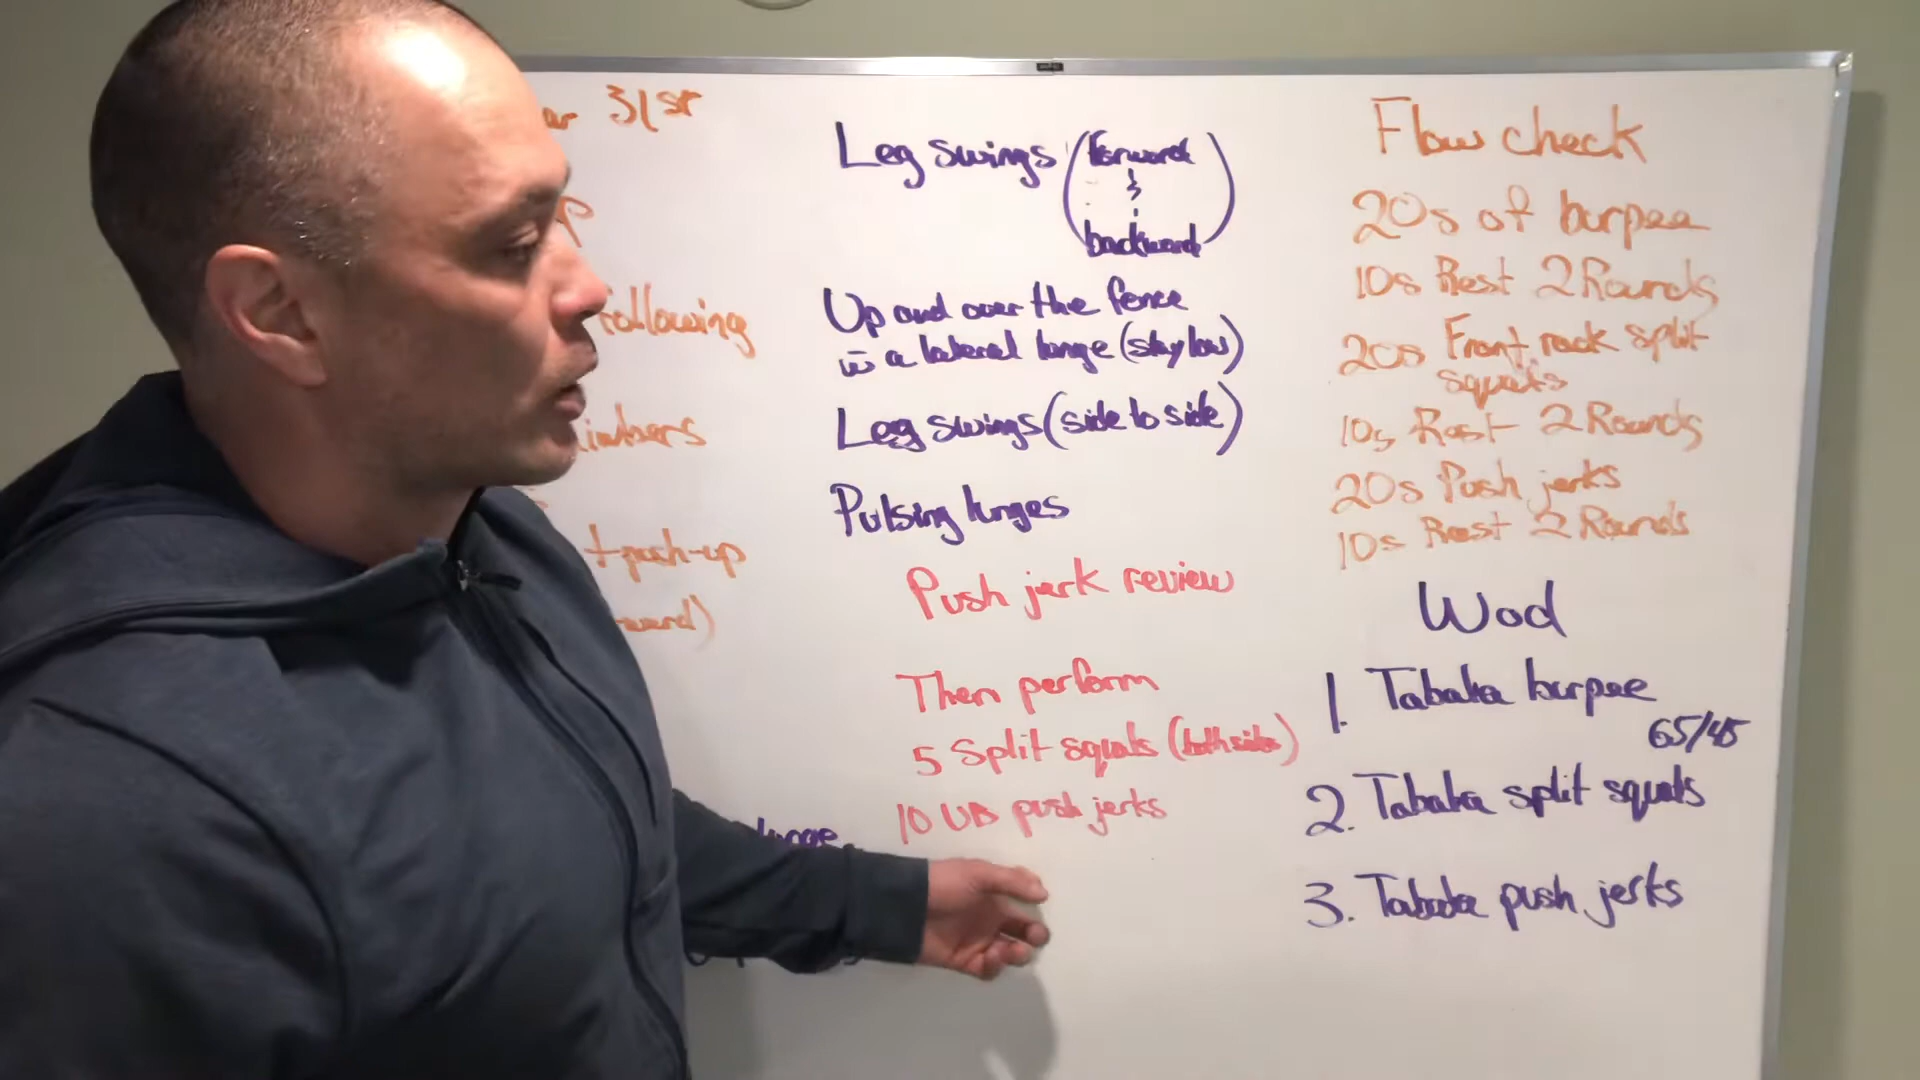 31st
following
+push-up
lunge
Leg swings (forward
&
backward)
Up and over the fence
in a lateral lunge (stay low)
Leg swings (side to side)
Pulsing lunges
Push jerk review
Then perform
5 Split squats (both sides)
10 UB push jerks
Flow check
20s of burpee
10s Rest 2 Rounds
20s Front rack split
squats
10s Rest 2 Rounds
20s Push jerks
10s Rest 2 Rounds
Wod
1. Tabata burpee
65/45
2. Tabata split squats
3. Tabata push jerks